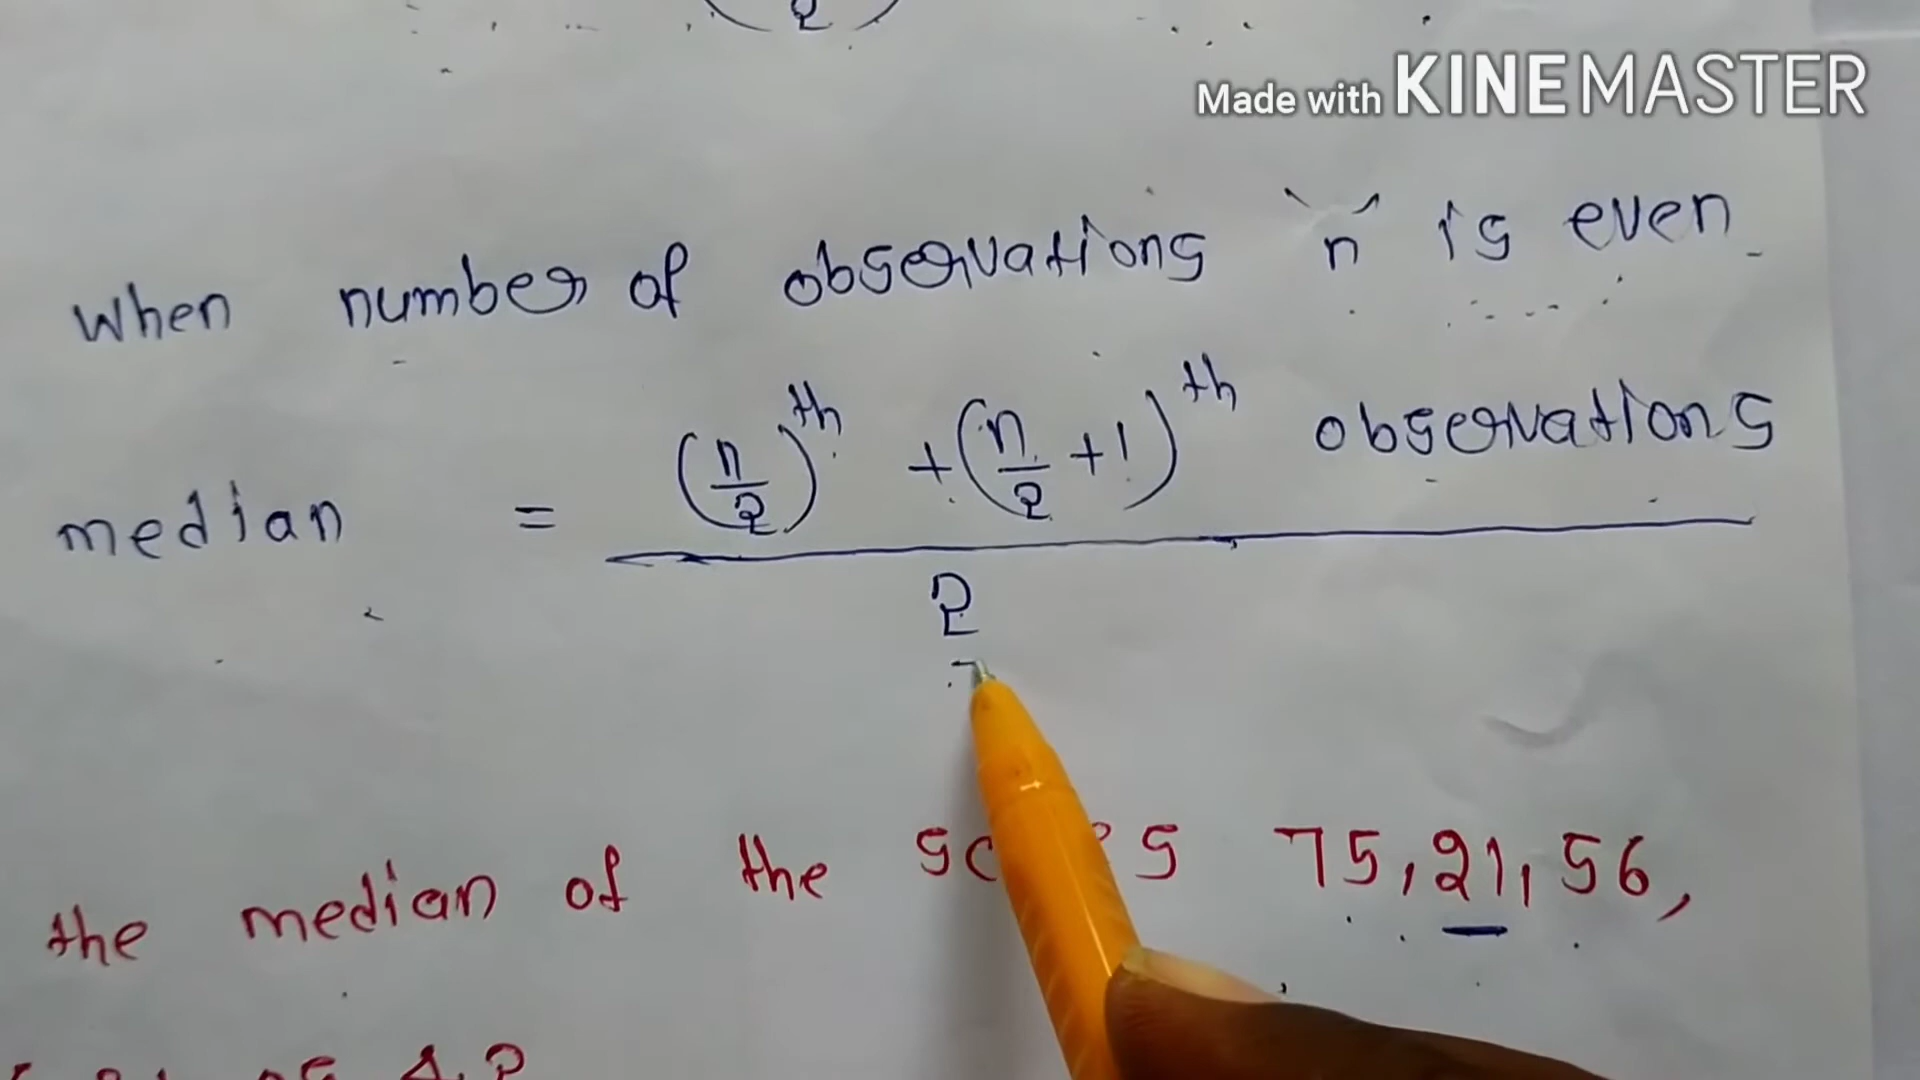 Made with KINEMASTER
When number of observations `n´ is even
median = (n/2)th + (n/2 + 1)th observations
2
the median of the 75, 21, 56,